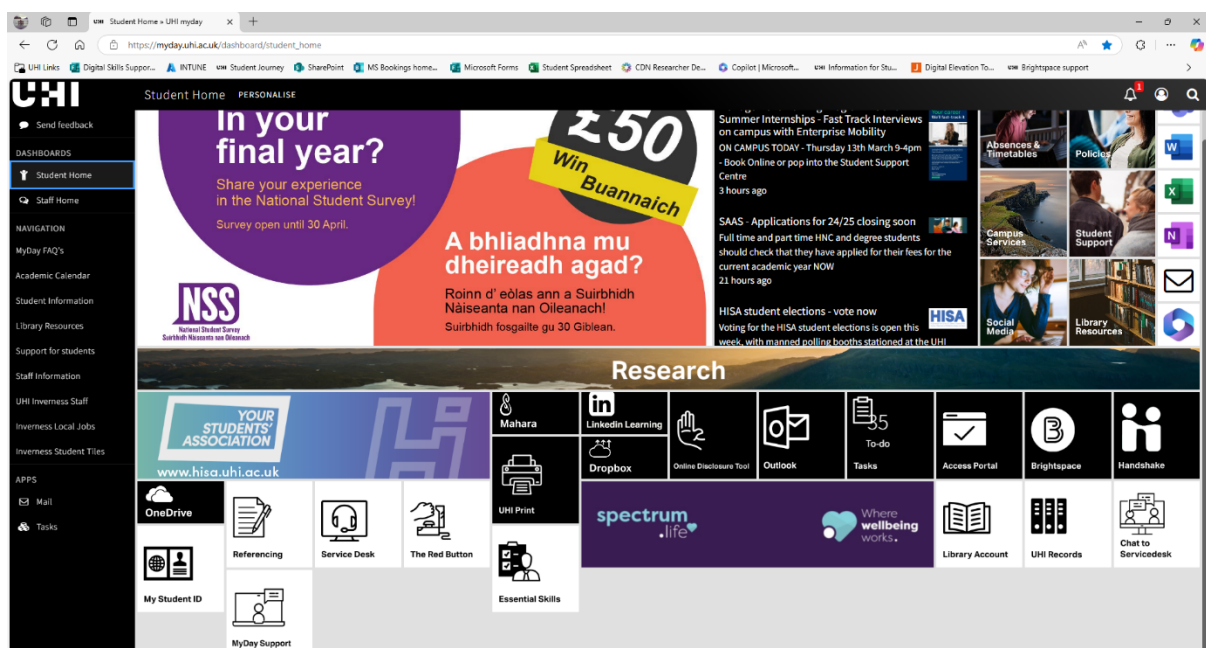 UHI Student Home » UHI myday
https://myday.uhi.ac.uk/dashboard/student_home
UHI Links
Digital Skills Suppor...
INTUNE
UHI Student Journey
SharePoint
MS Bookings home...
Microsoft Forms
Student Spreadsheet
CDN Researcher De...
Copilot | Microsoft...
UHI Information for Stu...
Digital Elevation To...
UHI Brightspace support
UHI
Student Home PERSONALISE
1
Send feedback
DASHBOARDS
Student Home
Staff Home
NAVIGATION
MyDay FAQ's
Academic Calendar
Student Information
Library Resources
Support for students
Staff Information
UHI Inverness Staff
Inverness Local Jobs
Inverness Student Tiles
APPS
Mail
Tasks
In your
final year?
Share your experience
in the National Student Survey!
Survey open until 30 April.
NSS
National Student Survey
Suirbhidh Nàiseanta nan Oileanach
£50
Win
Buannaich
A bhliadhna mu
dheireadh agad?
Roinn d' eòlas ann a Suirbhidh
Nàiseanta nan Oileanach!
Suirbhidh fosgailte gu 30 Giblean.
Summer Internships - Fast Track Interviews
on campus with Enterprise Mobility
ON CAMPUS TODAY - Thursday 13th March 9-4pm
- Book Online or pop into the Student Support
Centre
3 hours ago
SAAS - Applications for 24/25 closing soon
Full time and part time HNC and degree students
should check that they have applied for their fees for the
current academic year NOW
21 hours ago
HISA student elections - vote now
HISA
Voting for the HISA student elections is open this
week, with manned polling booths stationed at the UHI
Absences &
Timetables
Policies
Campus
Services
Student
Support
Social
Media
Library
Resources
W
X
N
Research
YOUR
STUDENTS'
ASSOCIATION
www.hisa.uhi.ac.uk
Mahara
in
Linkedin Learning
Dropbox
Online Disclosure Tool
Outlook
35
To-do
Tasks
Access Portal
B
Brightspace
Handshake
OneDrive
Referencing
Service Desk
The Red Button
UHI Print
spectrum
.life
Where
wellbeing
works.
Library Account
UHI Records
Chat to
Servicedesk
My Student ID
MyDay Support
Essential Skills